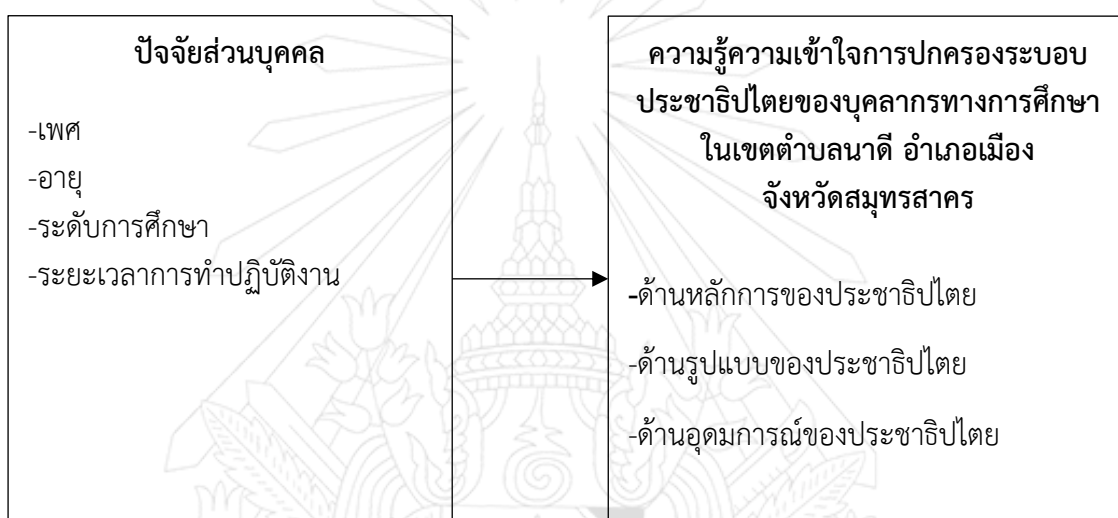 ปัจจัยส่วนบุคคล
-เพศ
-อายุ
-ระดับการศึกษา
-ระยะเวลาการทำปฏิบัติงาน
ความรู้ความเข้าใจการปกครองระบอบ
ประชาธิปไตยของบุคลากรทางการศึกษา
ในเขตตำบลนาดี อำเภอเมือง
จังหวัดสมุทรสาคร
-ด้านหลักการของประชาธิปไตย
-ด้านรูปแบบของประชาธิปไตย
-ด้านอุดมการณ์ของประชาธิปไตย